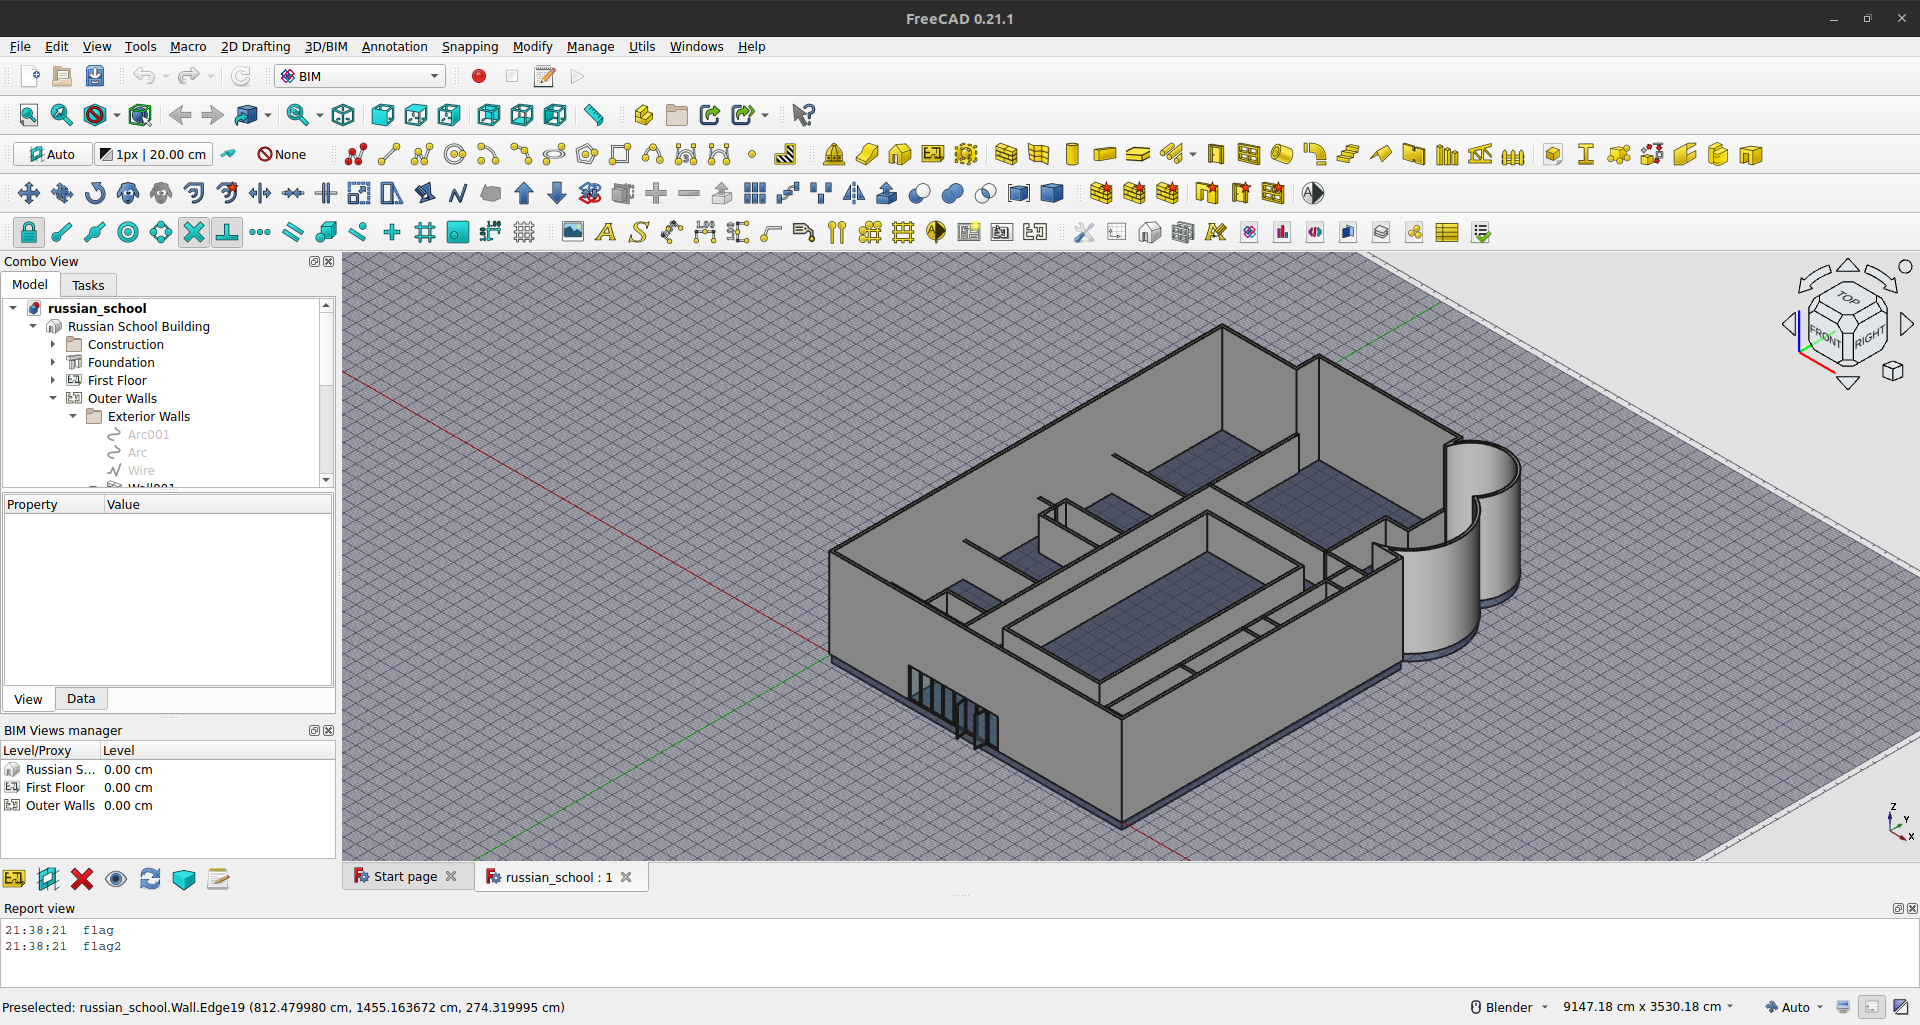 FreeCAD 0.21.1
File Edit View Tools Macro 2D Drafting 3D/BIM Annotation Snapping Modify Manage Utils Windows Help
BIM
Auto 1px | 20.00 cm None
Combo View
Model Tasks
russian_school
Russian School Building
Construction
Foundation
First Floor
Outer Walls
Exterior Walls
Arc001
Arc
Wire
Wall001
Property Value
View Data
BIM Views manager
Level/Proxy Level
Russian S... 0.00 cm
First Floor 0.00 cm
Outer Walls 0.00 cm
TOP
FRONT RIGHT
Z
Y
X
Start page russian_school : 1
Report view
21:38:21 flag
21:38:21 flag2
Preselected: russian_school.Wall.Edge19 (812.479980 cm, 1455.163672 cm, 274.319995 cm)
Blender 9147.18 cm x 3530.18 cm Auto